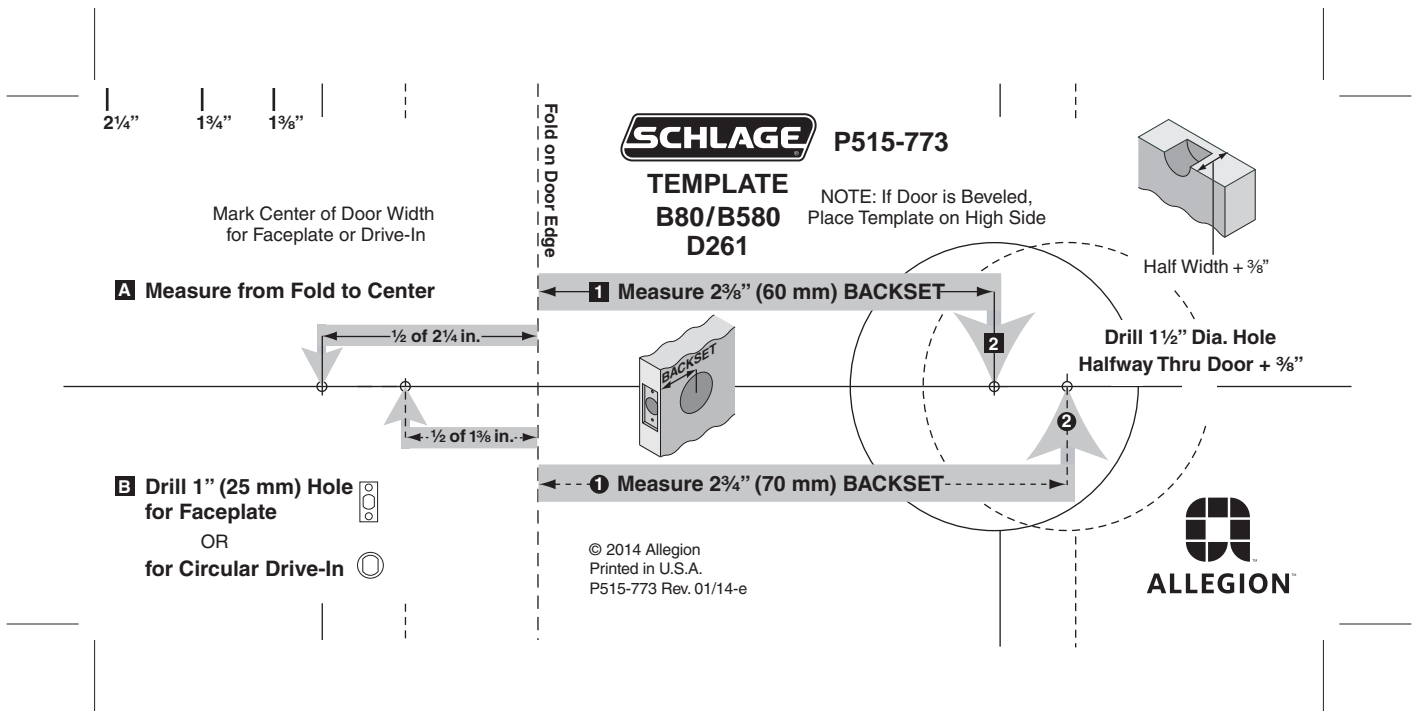 2¼”
1¾”
1⅜”
Mark Center of Door Width
for Faceplate or Drive-In
A Measure from Fold to Center
½ of 2¼ in.
½ of 1⅜ in.
B Drill 1” (25 mm) Hole
for Faceplate
OR
for Circular Drive-In
Fold on Door Edge
SCHLAGE®
P515-773
TEMPLATE
B80/B580
D261
NOTE: If Door is Beveled,
Place Template on High Side
1 Measure 2⅜” (60 mm) BACKSET
2
BACKSET
2
1 Measure 2¾” (70 mm) BACKSET
Half Width + ⅜”
Drill 1½” Dia. Hole
Halfway Thru Door + ⅜”
© 2014 Allegion
Printed in U.S.A.
P515-773 Rev. 01/14-e
ALLEGION™